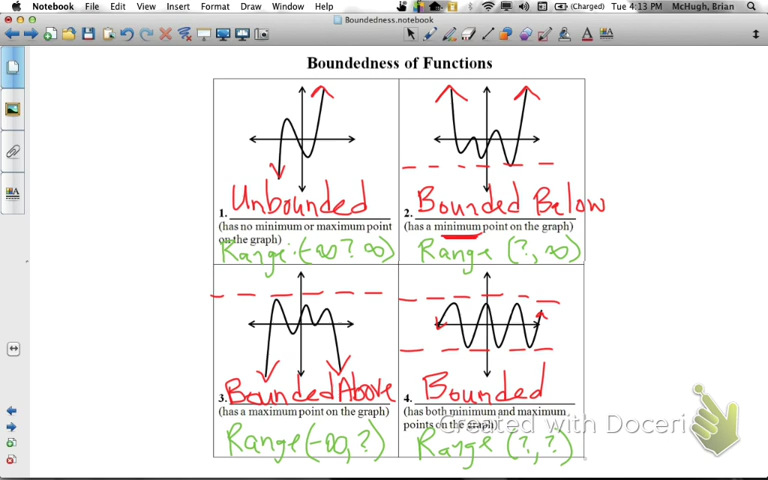 Notebook File Edit View Insert Format Draw Window Help (Charged) Tue 4:13 PM McHugh, Brian
Boundedness.notebook
Boundedness of Functions
1. Unbounded
(has no minimum or maximum point
on the graph)
Range: (-∞ ? ∞)
2. Bounded Below
(has a minimum point on the graph)
Range (?, ∞)
3. Bounded Above
(has a maximum point on the graph)
Range (-∞, ?)
4. Bounded
(has both minimum and maximum
points on the graph)
Range (?, ?)
Created with Doceri